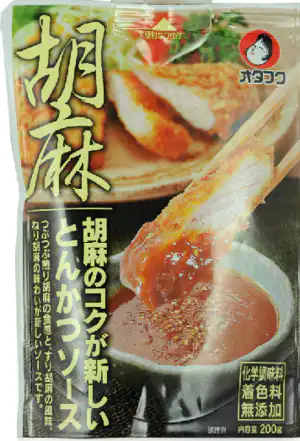 オタフク
胡麻
胡麻のコクが新しい
とんかつソース
つぶつぶ煎り胡麻の食感と、すり胡麻の風味、
ねり胡麻の味わいが新しいソースです。
化学調味料
着色料
無添加
内容量 200g
調理例